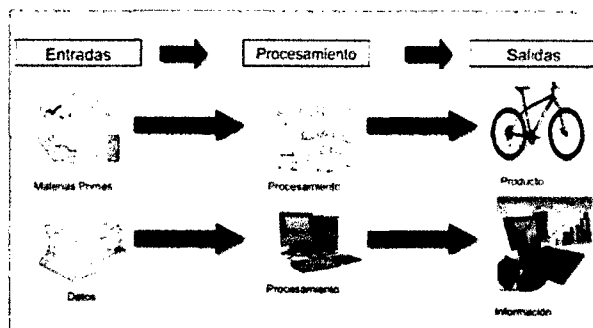 Entradas
Procesamiento
Salidas
Materias Primas
Procesamiento
Producto
Datos
Procesamiento
Información